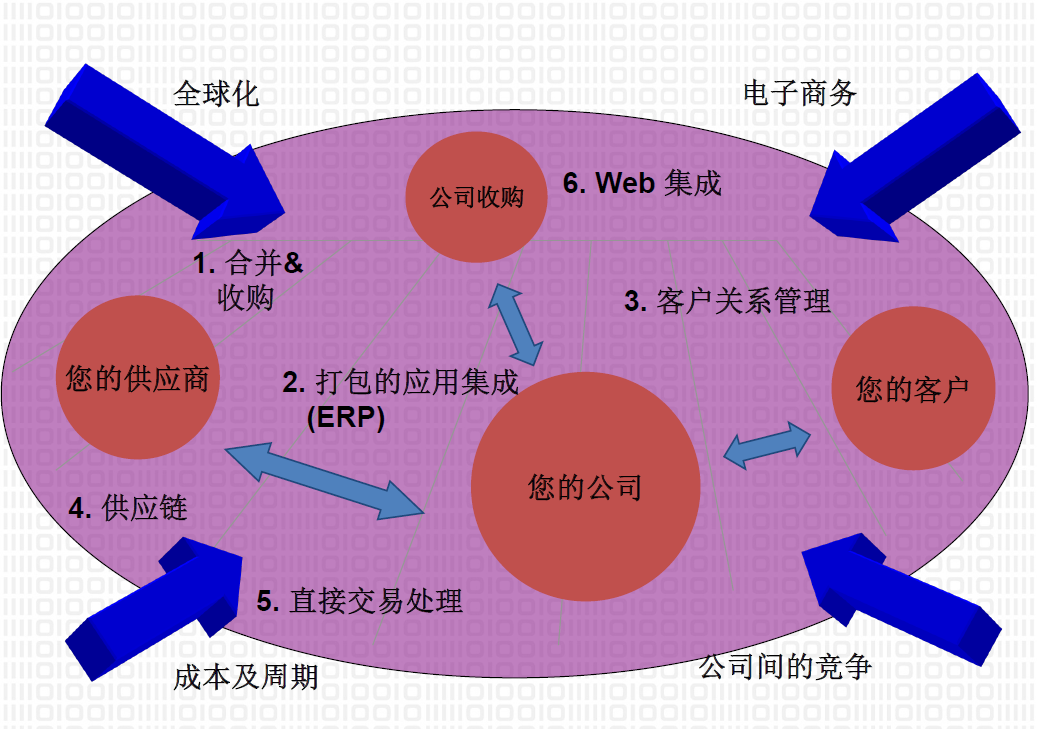 全球化
电子商务
公司收购
6. Web 集成
1. 合并&
收购
3. 客户关系管理
您的供应商
2. 打包的应用集成
(ERP)
您的客户
您的公司
4. 供应链
5. 直接交易处理
成本及周期
公司间的竞争